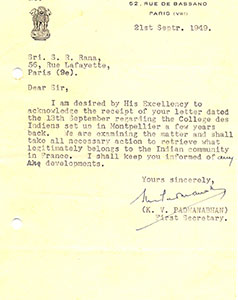 52, RUE DE BASSANO
PARIS (VIIIe)
21st Septr. 1949.
Sri. S. R. Rana,
56, Rue Lafayette,
Paris (9e).
Dear Sir,
I am desired by His Excellency to
acknowledge the receipt of your letter dated
the 13th September regarding the College des
Indiens set us in Montpellier a few years
back. We are examining the matter and shall
take all necessary action to retrieve what
legitimately belongs to the Indian community
in France. I shall keep you informed of any
developments.
Yours sincerely,
(K. V. PADMANABHAN)
First Secretary.